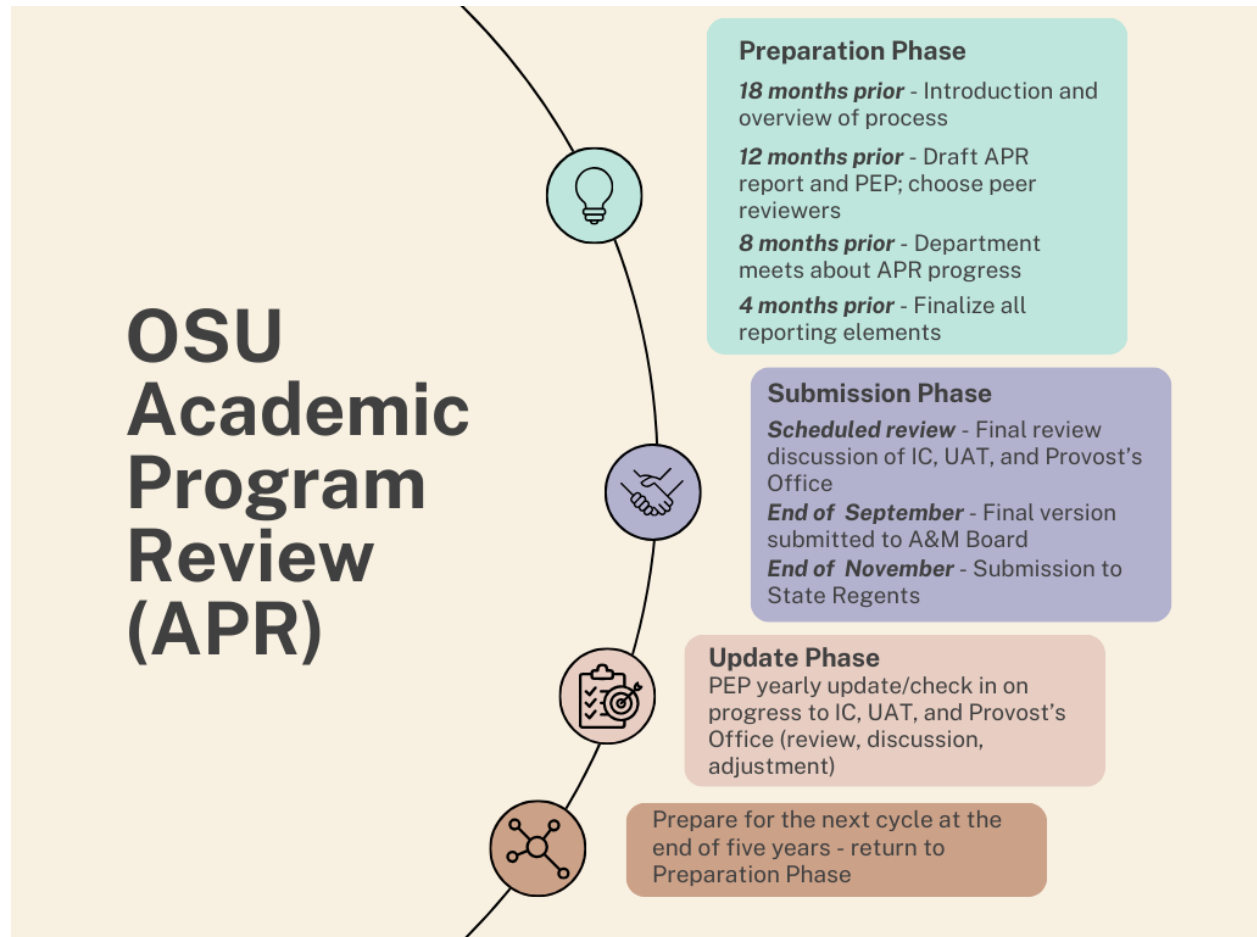 OSU
Academic
Program
Review
(APR)
Preparation Phase
18 months prior - Introduction and
overview of process
12 months prior - Draft APR
report and PEP; choose peer
reviewers
8 months prior - Department
meets about APR progress
4 months prior - Finalize all
reporting elements
Submission Phase
Scheduled review - Final review
discussion of IC, UAT, and Provost's
Office
End of September - Final version
submitted to A&M Board
End of November - Submission to
State Regents
Update Phase
PEP yearly update/check in on
progress to IC, UAT, and Provost's
Office (review, discussion,
adjustment)
Prepare for the next cycle at the
end of five years - return to
Preparation Phase